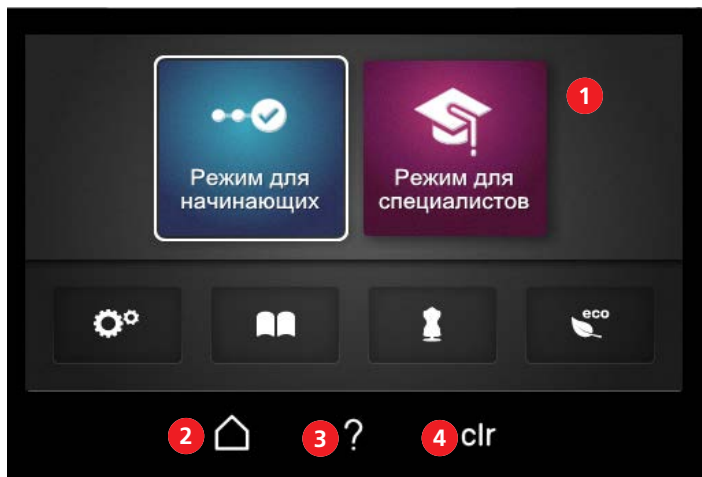 1
Режим для
начинающих
Режим для
специалистов
eco
2
3 ?
4 clr